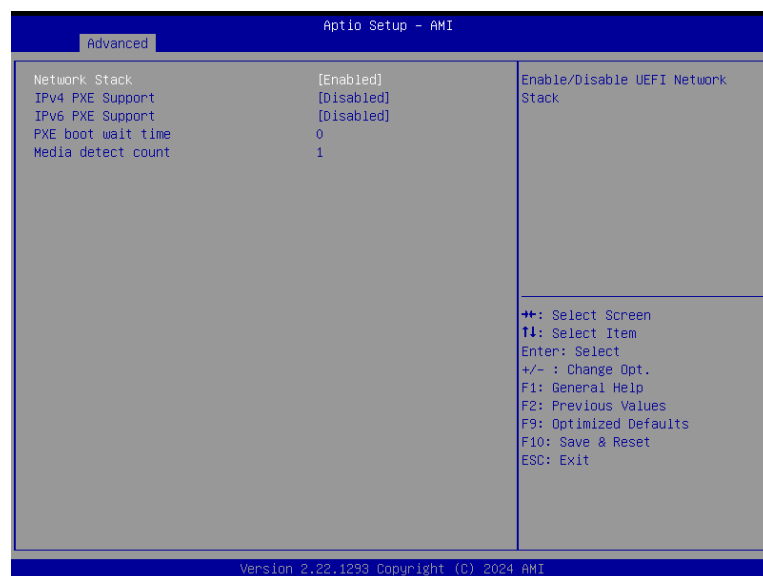 Aptio Setup – AMI
Advanced
Network Stack [Enabled]
IPv4 PXE Support [Disabled]
IPv6 PXE Support [Disabled]
PXE boot wait time 0
Media detect count 1
Enable/Disable UEFI Network
Stack
→←: Select Screen
↑↓: Select Item
Enter: Select
+/- : Change Opt.
F1: General Help
F2: Previous Values
F9: Optimized Defaults
F10: Save & Reset
ESC: Exit
Version 2.22.1293 Copyright (C) 2024 AMI